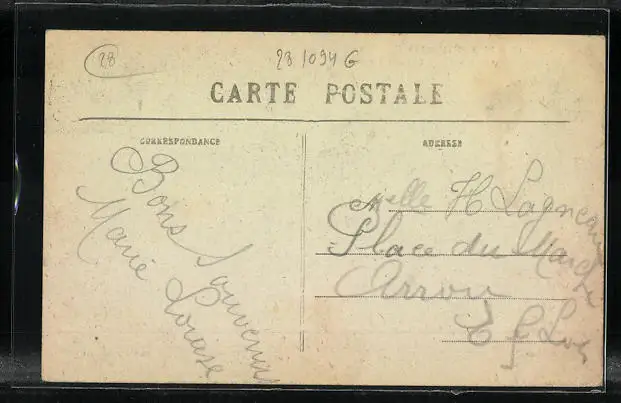 28
28 1094 G
CARTE POSTALE
CORRESPONDANCE
ADRESSE
Bons Souvenirs
Marie Louise
Melle H Lagneau
Place du Marché
Arrou
E & Loir